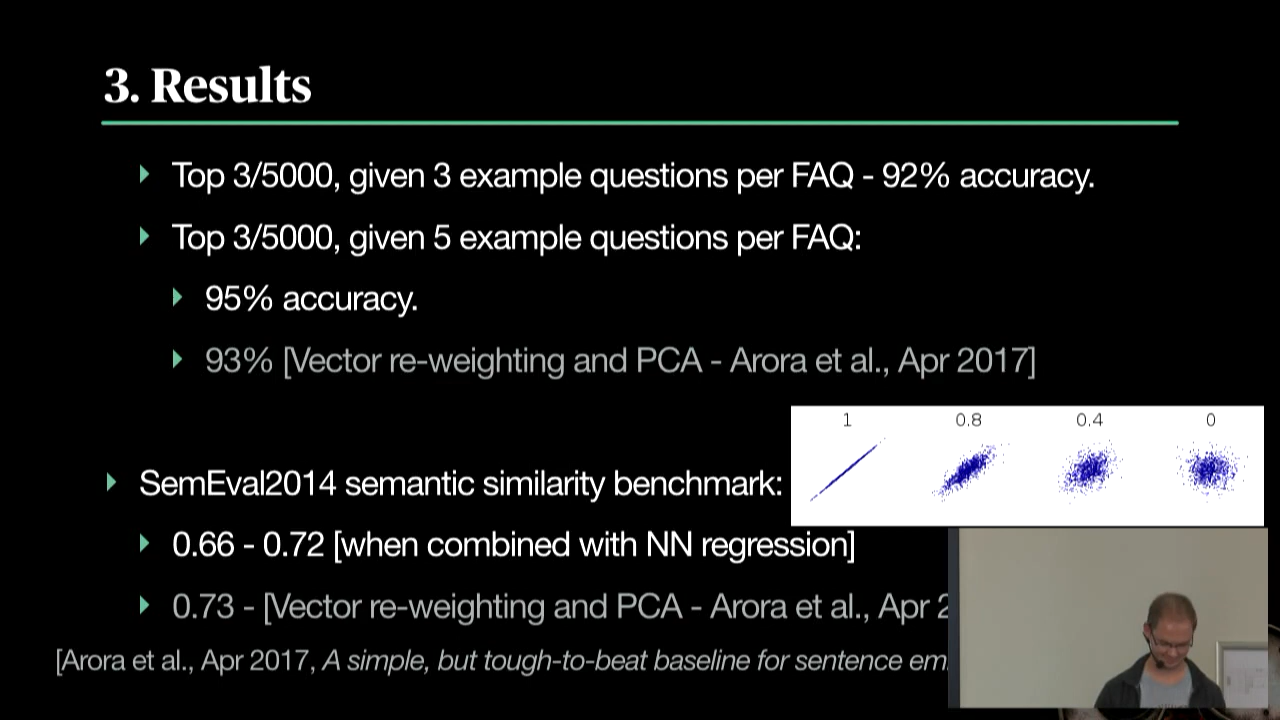 3. Results
Top 3/5000, given 3 example questions per FAQ - 92% accuracy.
Top 3/5000, given 5 example questions per FAQ:
95% accuracy.
93% [Vector re-weighting and PCA - Arora et al., Apr 2017]
1 0.8 0.4 0
SemEval2014 semantic similarity benchmark:
0.66 - 0.72 [when combined with NN regression]
0.73 - [Vector re-weighting and PCA - Arora et al., Apr 2
[Arora et al., Apr 2017, A simple, but tough-to-beat baseline for sentence em